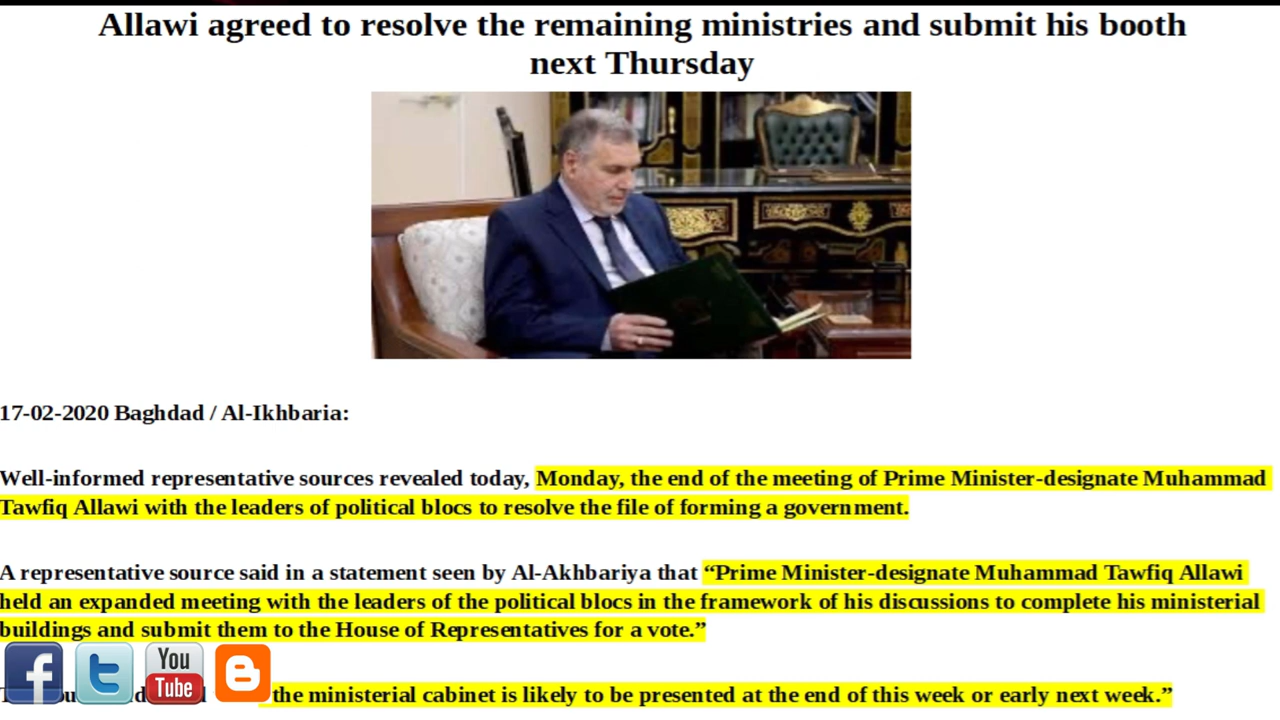 Allawi agreed to resolve the remaining ministries and submit his booth
next Thursday
17-02-2020 Baghdad / Al-Ikhbaria:
Well-informed representative sources revealed today, Monday, the end of the meeting of Prime Minister-designate Muhammad
Tawfiq Allawi with the leaders of political blocs to resolve the file of forming a government.
A representative source said in a statement seen by Al-Akhbariya that “Prime Minister-designate Muhammad Tawfiq Allawi
held an expanded meeting with the leaders of the political blocs in the framework of his discussions to complete his ministerial
buildings and submit them to the House of Representatives for a vote.”
You
Tube
the ministerial cabinet is likely to be presented at the end of this week or early next week.”